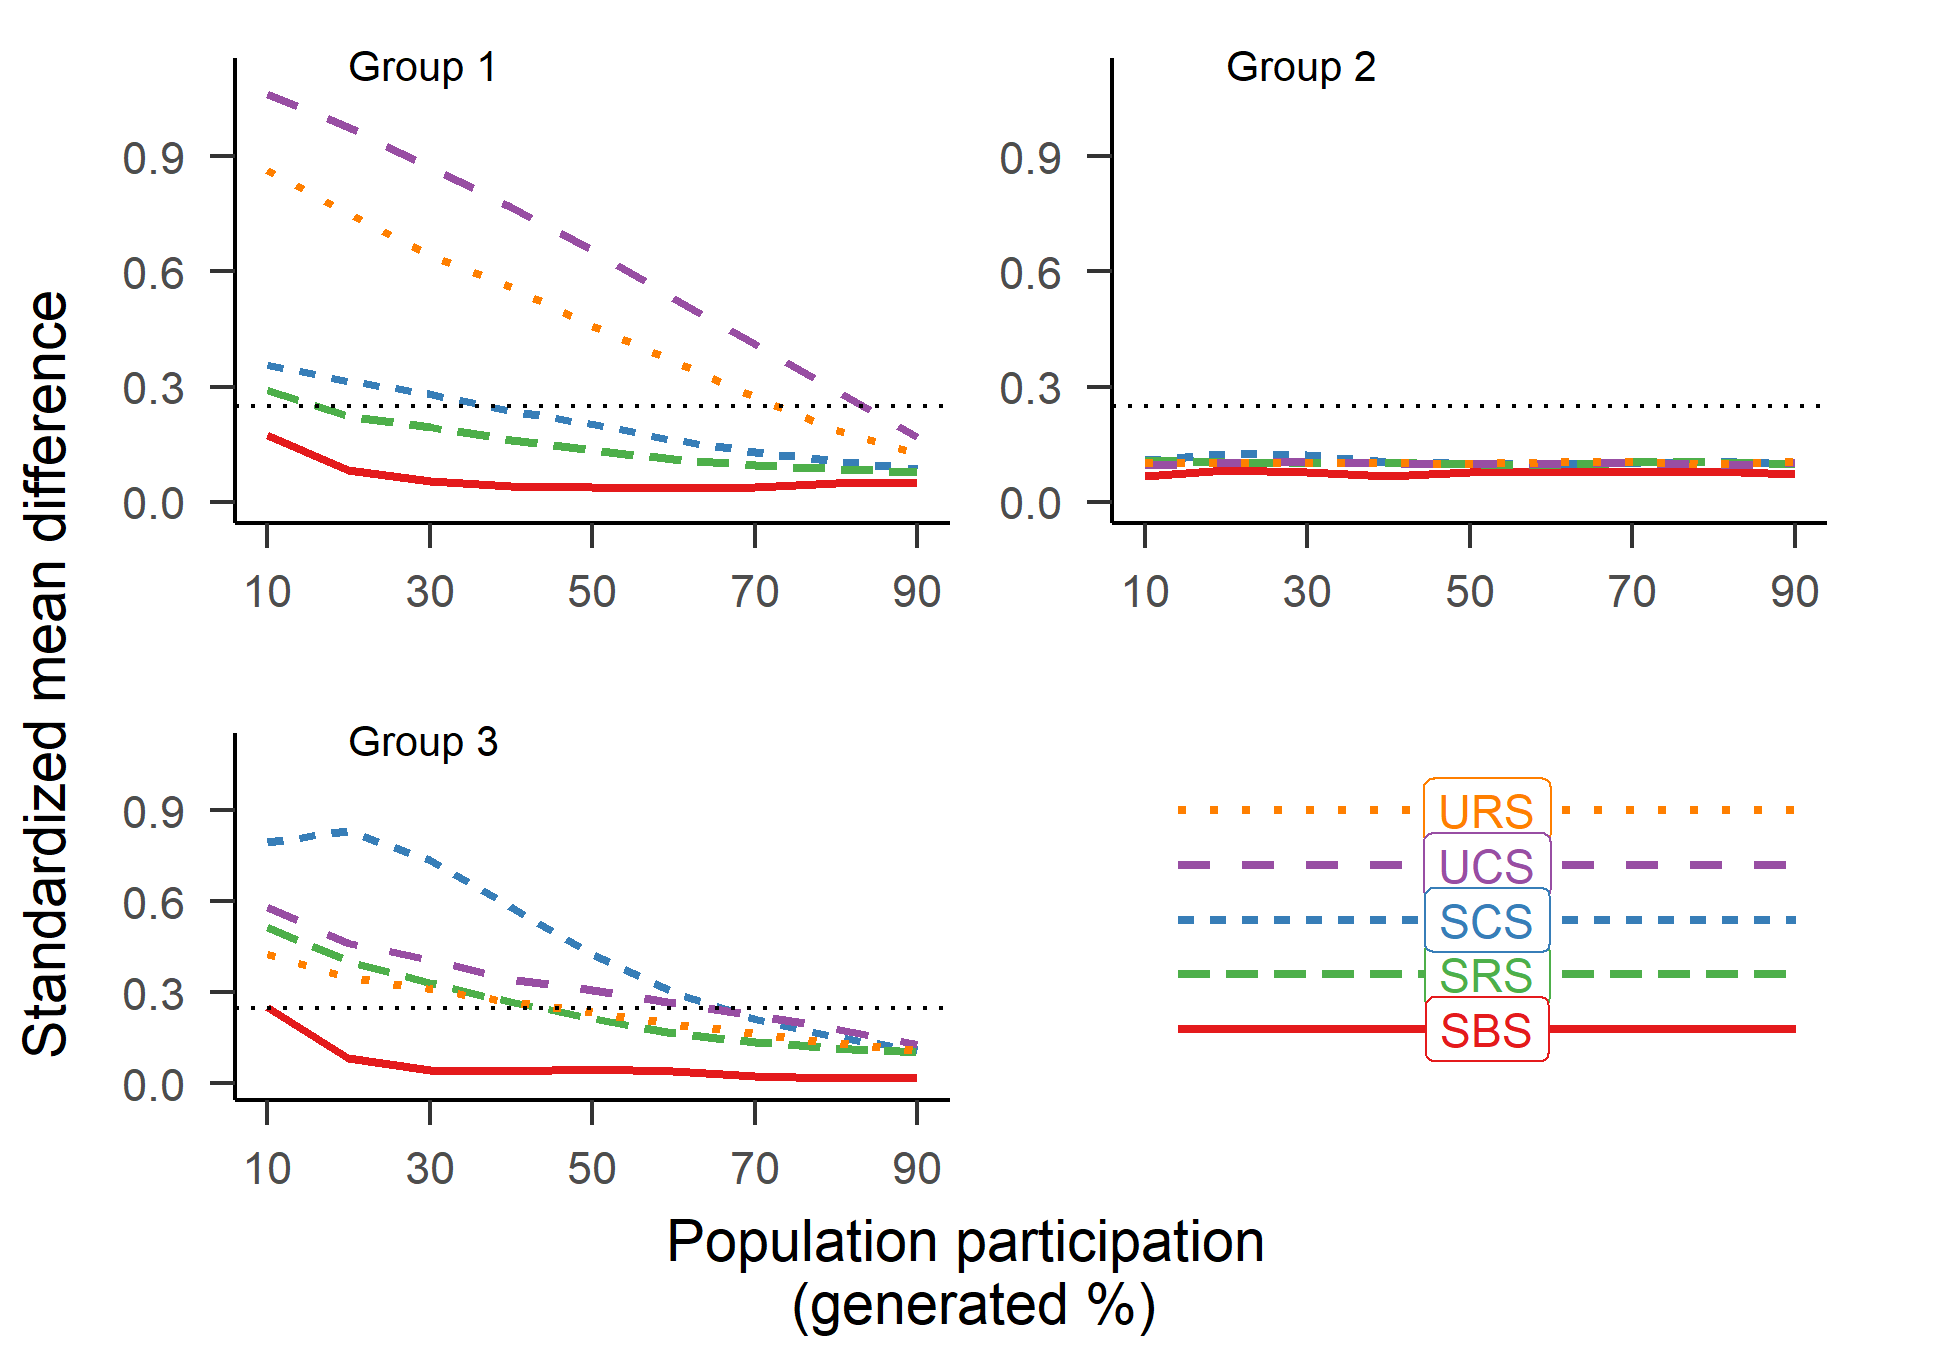 Group 1
0.9
0.6
0.3
0.0
10 30 50 70 90
Group 2
0.9
0.6
0.3
0.0
10 30 50 70 90
Standardized mean difference
Group 3
0.9
0.6
0.3
0.0
10 30 50 70 90
URS
UCS
SCS
SRS
SBS
Population participation
(generated %)